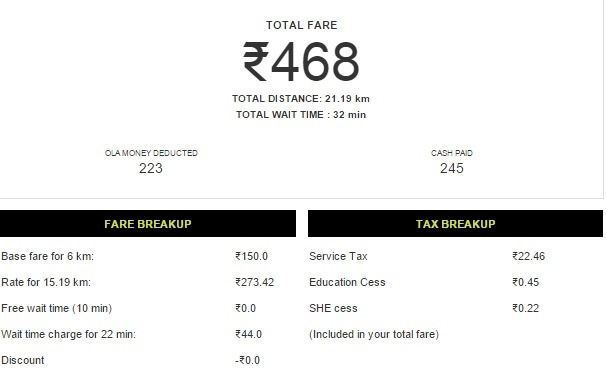 TOTAL FARE
₹468
TOTAL DISTANCE: 21.19 km
TOTAL WAIT TIME : 32 min
OLA MONEY DEDUCTED CASH PAID
223 245
FARE BREAKUP TAX BREAKUP
Base fare for 6 km: ₹150.0 Service Tax ₹22.46
Rate for 15.19 km: ₹273.42 Education Cess ₹0.45
Free wait time (10 min) ₹0.0 SHE cess ₹0.22
Wait time charge for 22 min: ₹44.0 (Included in your total fare)
Discount -₹0.0